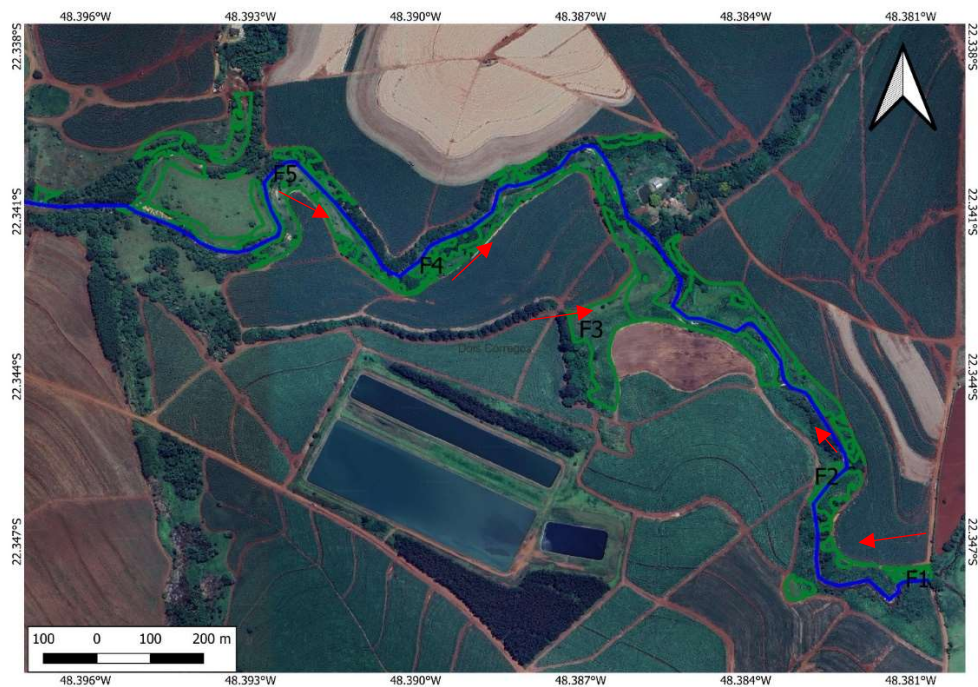 48.396°W 48.393°W 48.390°W 48.387°W 48.384°W 48.381°W
22.338°S 22.338°S
F5
22.341°S 22.341°S
F4
F3
Dois Córregos
22.344°S 22.344°S
F2
22.347°S 22.347°S
F1
100 0 100 200 m
48.396°W 48.393°W 48.390°W 48.387°W 48.384°W 48.381°W